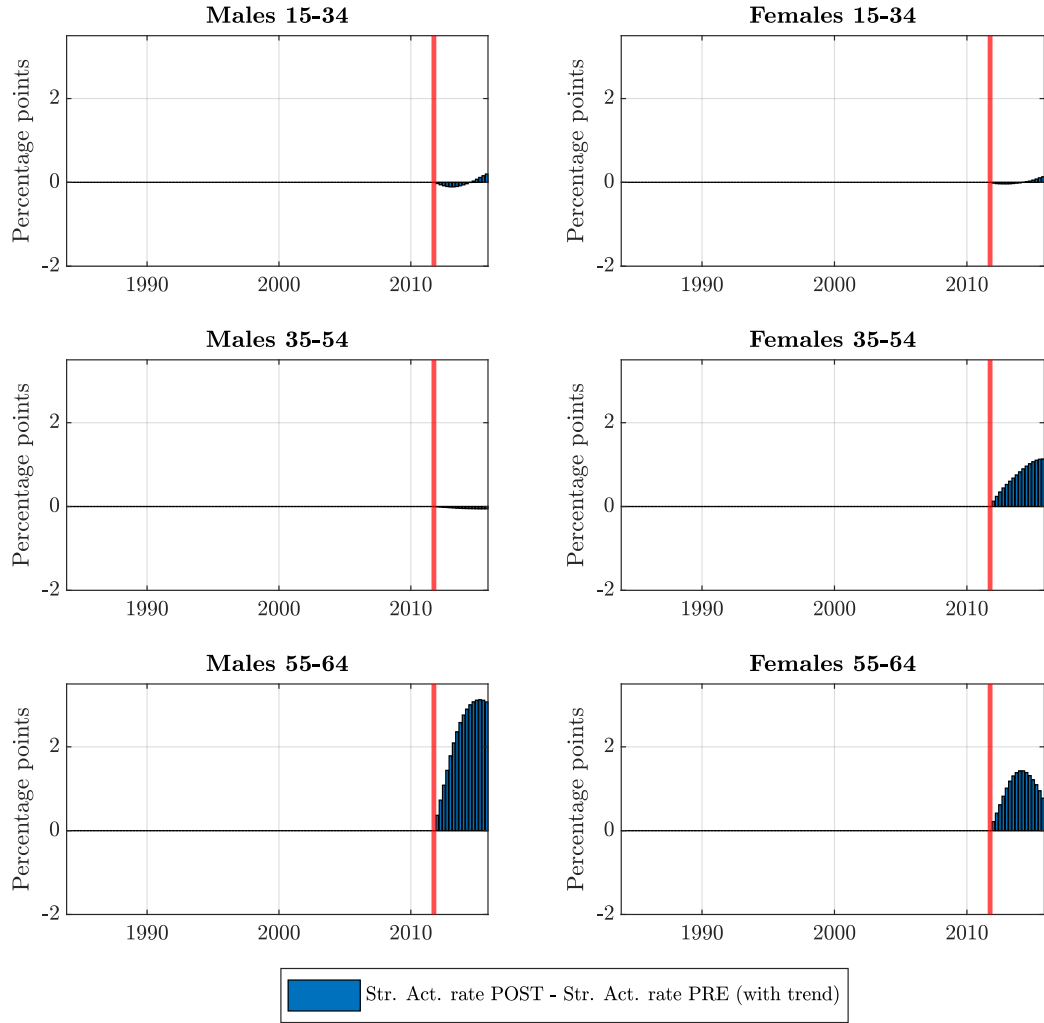 Males 15-34
Females 15-34
Percentage points
2
0
-2
1990 2000 2010
Percentage points
2
0
-2
1990 2000 2010
Males 35-54
Females 35-54
Percentage points
2
0
-2
1990 2000 2010
Percentage points
2
0
-2
1990 2000 2010
Males 55-64
Females 55-64
Percentage points
2
0
-2
1990 2000 2010
Percentage points
2
0
-2
1990 2000 2010
Str. Act. rate POST - Str. Act. rate PRE (with trend)